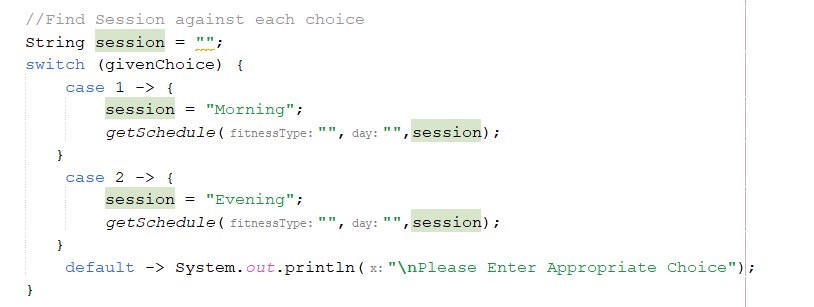 //Find Session against each choice
String session = "";
switch (givenChoice) {
case 1 -> {
session = "Morning";
getSchedule( fitnessType: "", day: "",session);
}
case 2 -> {
session = "Evening";
getSchedule( fitnessType: "", day: "",session);
}
default -> System.out.println( x: "\nPlease Enter Appropriate Choice");
}